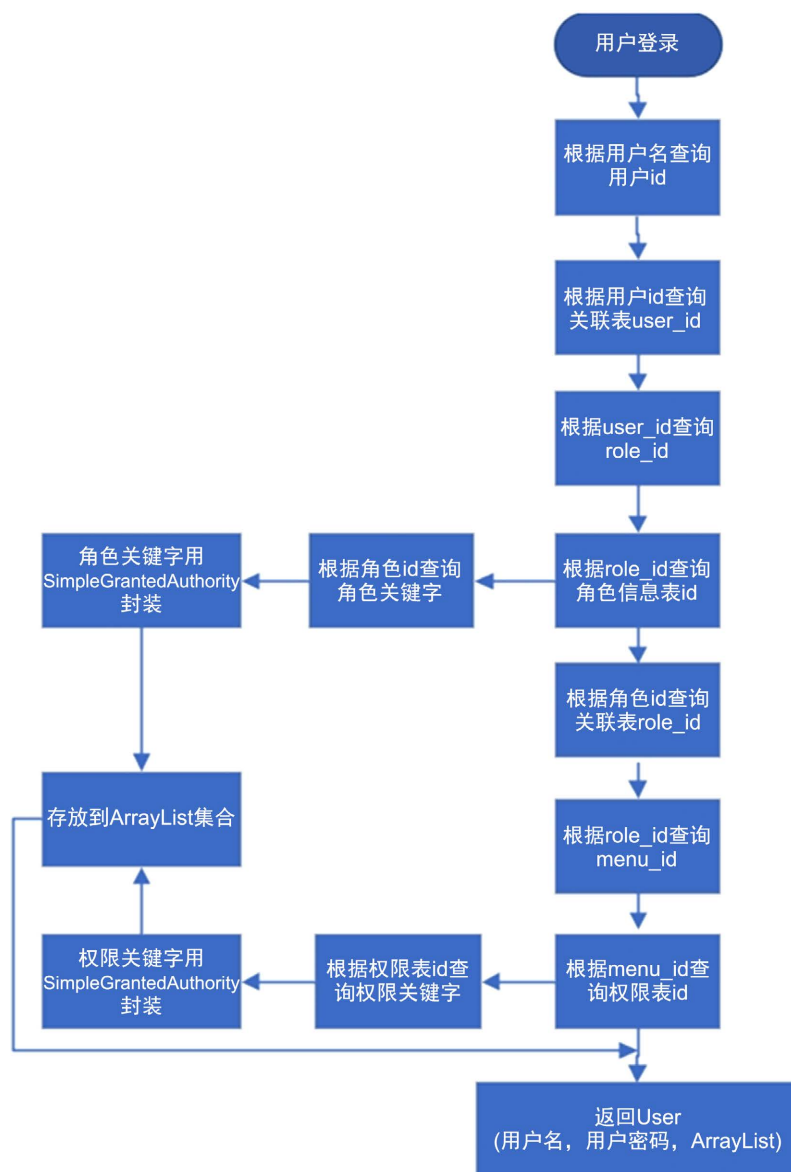 用户登录
根据用户名查询
用户id
根据用户id查询
关联表user_id
根据user_id查询
role_id
根据role_id查询
角色信息表id
根据角色id查询
角色关键字
角色关键字用
SimpleGrantedAuthority
封装
根据角色id查询
关联表role_id
存放到ArrayList集合
根据role_id查询
menu_id
根据menu_id查
询权限表id
根据权限表id查
询权限关键字
权限关键字用
SimpleGrantedAuthority
封装
返回User
(用户名，用户密码，ArrayList)